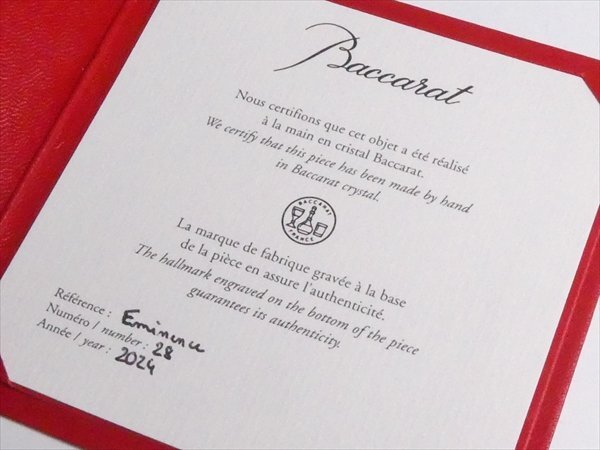 Baccarat
Nous certifions que cet objet a été réalisé
à la main en cristal Baccarat.
We certify that this piece has been made by hand
in Baccarat crystal.
BACCARAT
FRANCE
La marque de fabrique gravée à la base
de la pièce en assure l'authenticité.
The hallmark engraved on the bottom of the piece
guarantees its authenticity.
Référence : Eminence
Numéro / number : 28
Année / year : 2024